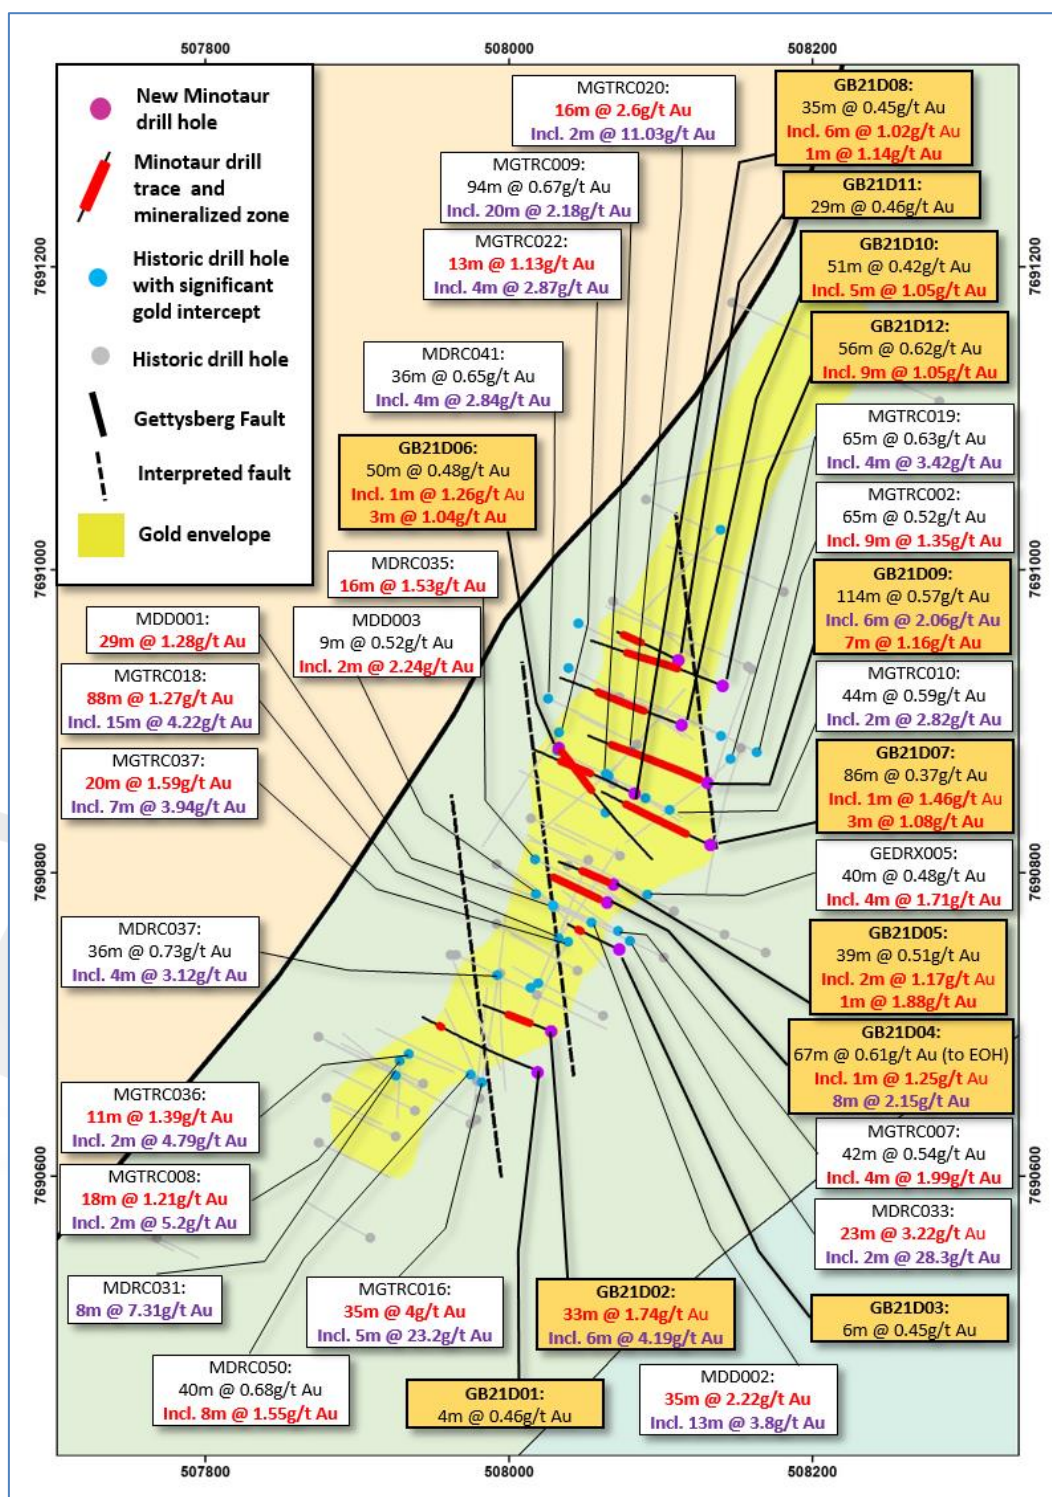 507800
508000
508200
New Minotaur
drill hole
Minotaur drill
trace and
mineralized zone
Historic drill hole
with significant
gold intercept
Historic drill hole
Gettysberg Fault
Interpreted fault
Gold envelope
7691200
7691000
7690800
7690600
7691200
7691000
7690800
7690600
MGTRC020:
16m @ 2.6g/t Au
Incl. 2m @ 11.03g/t Au
MGTRC009:
94m @ 0.67g/t Au
Incl. 20m @ 2.18g/t Au
MGTRC022:
13m @ 1.13g/t Au
Incl. 4m @ 2.87g/t Au
MDRC041:
36m @ 0.65g/t Au
Incl. 4m @ 2.84g/t Au
GB21D06:
50m @ 0.48g/t Au
Incl. 1m @ 1.26g/t Au
3m @ 1.04g/t Au
MDRC035:
16m @ 1.53g/t Au
MDD003
9m @ 0.52g/t Au
Incl. 2m @ 2.24g/t Au
MDD001:
29m @ 1.28g/t Au
MGTRC018:
88m @ 1.27g/t Au
Incl. 15m @ 4.22g/t Au
MGTRC037:
20m @ 1.59g/t Au
Incl. 7m @ 3.94g/t Au
MDRC037:
36m @ 0.73g/t Au
Incl. 4m @ 3.12g/t Au
MGTRC036:
11m @ 1.39g/t Au
Incl. 2m @ 4.79g/t Au
MGTRC008:
18m @ 1.21g/t Au
Incl. 2m @ 5.2g/t Au
MDRC031:
8m @ 7.31g/t Au
MGTRC016:
35m @ 4g/t Au
Incl. 5m @ 23.2g/t Au
MDRC050:
40m @ 0.68g/t Au
Incl. 8m @ 1.55g/t Au
GB21D01:
4m @ 0.46g/t Au
GB21D02:
33m @ 1.74g/t Au
Incl. 6m @ 4.19g/t Au
MDD002:
35m @ 2.22g/t Au
Incl. 13m @ 3.8g/t Au
GB21D08:
35m @ 0.45g/t Au
Incl. 6m @ 1.02g/t Au
1m @ 1.14g/t Au
GB21D11:
29m @ 0.46g/t Au
GB21D10:
51m @ 0.42g/t Au
Incl. 5m @ 1.05g/t Au
GB21D12:
56m @ 0.62g/t Au
Incl. 9m @ 1.05g/t Au
MGTRC019:
65m @ 0.63g/t Au
Incl. 4m @ 3.42g/t Au
MGTRC002:
65m @ 0.52g/t Au
Incl. 9m @ 1.35g/t Au
GB21D09:
114m @ 0.57g/t Au
Incl. 6m @ 2.06g/t Au
7m @ 1.16g/t Au
MGTRC010:
44m @ 0.59g/t Au
Incl. 2m @ 2.82g/t Au
GB21D07:
86m @ 0.37g/t Au
Incl. 1m @ 1.46g/t Au
3m @ 1.08g/t Au
GEDRX005:
40m @ 0.48g/t Au
Incl. 4m @ 1.71g/t Au
GB21D05:
39m @ 0.51g/t Au
Incl. 2m @ 1.17g/t Au
1m @ 1.88g/t Au
GB21D04:
67m @ 0.61g/t Au (to EOH)
Incl. 1m @ 1.25g/t Au
8m @ 2.15g/t Au
MGTRC007:
42m @ 0.54g/t Au
Incl. 4m @ 1.99g/t Au
MDRC033:
23m @ 3.22g/t Au
Incl. 2m @ 28.3g/t Au
GB21D03:
6m @ 0.45g/t Au
507800
508000
508200